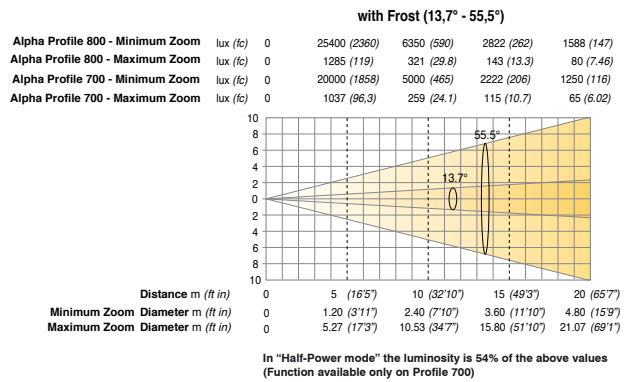 with Frost (13,7° - 55,5°)
Alpha Profile 800 - Minimum Zoom lux (fc) 0 25400 (2360) 6350 (590) 2822 (262) 1588 (147)
Alpha Profile 800 - Maximum Zoom lux (fc) 0 1285 (119) 321 (29.8) 143 (13.3) 80 (7.46)
Alpha Profile 700 - Minimum Zoom lux (fc) 0 20000 (1858) 5000 (465) 2222 (206) 1250 (116)
Alpha Profile 700 - Maximum Zoom lux (fc) 0 1037 (96,3) 259 (24.1) 115 (10.7) 65 (6.02)
10
8
6
4
2
0
2
4
6
8
10
55.5°
13.7°
Distance m (ft in) 0 5 (16'5") 10 (32'10") 15 (49'3") 20 (65'7")
Minimum Zoom Diameter m (ft in) 0 1.20 (3'11") 2.40 (7'10") 3.60 (11'10") 4.80 (15'9")
Maximum Zoom Diameter m (ft in) 0 5.27 (17'3") 10.53 (34'7") 15.80 (51'10") 21.07 (69'1")
In “Half-Power mode” the luminosity is 54% of the above values
(Function available only on Profile 700)